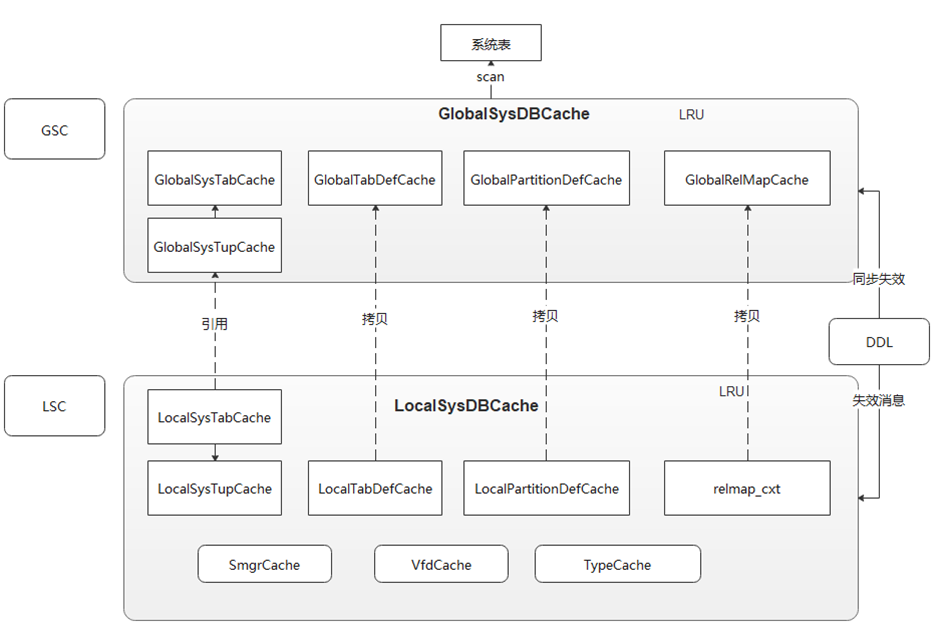 系统表
scan
GSC
GlobalSysDBCache
LRU
GlobalSysTabCache
GlobalTabDefCache
GlobalPartitionDefCache
GlobalRelMapCache
GlobalSysTupCache
同步失效
引用
拷贝
拷贝
拷贝
DDL
LSC
LocalSysDBCache
LRU
失效消息
LocalSysTabCache
LocalSysTupCache
LocalTabDefCache
LocalPartitionDefCache
relmap_cxt
SmgrCache
VfdCache
TypeCache